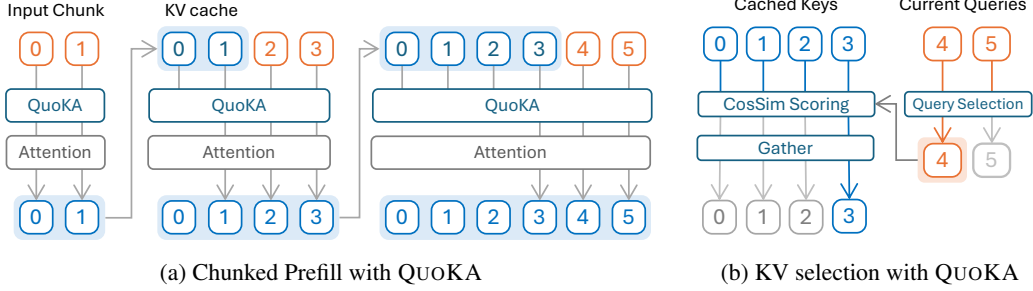 Input Chunk KV cache Cached Keys Current Queries
0 1 0 1 2 3 0 1 2 3 4 5 0 1 2 3 4 5
QuoKA QuoKA QuoKA CosSim Scoring Query Selection
Attention Attention Attention Gather 4 5
0 1 0 1 2 3 0 1 2 3 4 5 0 1 2 3
(a) Chunked Prefill with QUOKA (b) KV selection with QUOKA